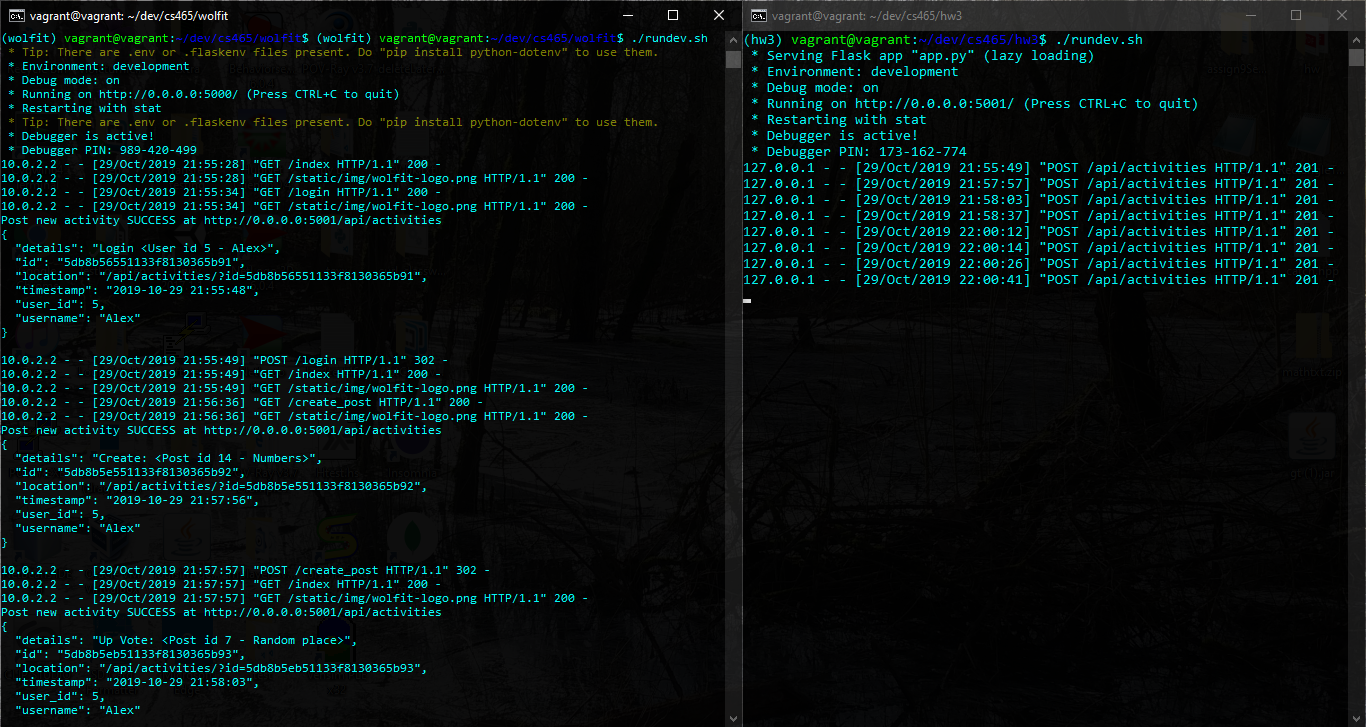 vagrant@vagrant: ~/dev/cs465/wolfit
(wolfit) vagrant@vagrant:~/dev/cs465/wolfit$ (wolfit) vagrant@vagrant:~/dev/cs465/wolfit$ ./rundev.sh
 * Tip: There are .env or .flaskenv files present. Do "pip install python-dotenv" to use them.
 * Environment: development
 * Debug mode: on
 * Running on http://0.0.0.0:5000/ (Press CTRL+C to quit)
 * Restarting with stat
 * Tip: There are .env or .flaskenv files present. Do "pip install python-dotenv" to use them.
 * Debugger is active!
 * Debugger PIN: 989-420-499
10.0.2.2 - - [29/Oct/2019 21:55:28] "GET /index HTTP/1.1" 200 -
10.0.2.2 - - [29/Oct/2019 21:55:28] "GET /static/img/wolfit-logo.png HTTP/1.1" 200 -
10.0.2.2 - - [29/Oct/2019 21:55:34] "GET /login HTTP/1.1" 200 -
10.0.2.2 - - [29/Oct/2019 21:55:34] "GET /static/img/wolfit-logo.png HTTP/1.1" 200 -
Post new activity SUCCESS at http://0.0.0.0:5001/api/activities
{
  "details": "Login <User id 5 - Alex>",
  "id": "5db8b56551133f8130365b91",
  "location": "/api/activities/?id=5db8b56551133f8130365b91",
  "timestamp": "2019-10-29 21:55:48",
  "user_id": 5,
  "username": "Alex"
}
10.0.2.2 - - [29/Oct/2019 21:55:49] "POST /login HTTP/1.1" 302 -
10.0.2.2 - - [29/Oct/2019 21:55:49] "GET /index HTTP/1.1" 200 -
10.0.2.2 - - [29/Oct/2019 21:55:49] "GET /static/img/wolfit-logo.png HTTP/1.1" 200 -
10.0.2.2 - - [29/Oct/2019 21:56:36] "GET /create_post HTTP/1.1" 200 -
10.0.2.2 - - [29/Oct/2019 21:56:36] "GET /static/img/wolfit-logo.png HTTP/1.1" 200 -
Post new activity SUCCESS at http://0.0.0.0:5001/api/activities
{
  "details": "Create: <Post id 14 - Numbers>",
  "id": "5db8b5e551133f8130365b92",
  "location": "/api/activities/?id=5db8b5e551133f8130365b92",
  "timestamp": "2019-10-29 21:57:56",
  "user_id": 5,
  "username": "Alex"
}
10.0.2.2 - - [29/Oct/2019 21:57:57] "POST /create_post HTTP/1.1" 302 -
10.0.2.2 - - [29/Oct/2019 21:57:57] "GET /index HTTP/1.1" 200 -
10.0.2.2 - - [29/Oct/2019 21:57:57] "GET /static/img/wolfit-logo.png HTTP/1.1" 200 -
Post new activity SUCCESS at http://0.0.0.0:5001/api/activities
{
  "details": "Up Vote: <Post id 7 - Random place>",
  "id": "5db8b5eb51133f8130365b93",
  "location": "/api/activities/?id=5db8b5eb51133f8130365b93",
  "timestamp": "2019-10-29 21:58:03",
  "user_id": 5,
  "username": "Alex"
vagrant@vagrant: ~/dev/cs465/hw3
(hw3) vagrant@vagrant:~/dev/cs465/hw3$ ./rundev.sh
 * Serving Flask app "app.py" (lazy loading)
 * Environment: development
 * Debug mode: on
 * Running on http://0.0.0.0:5001/ (Press CTRL+C to quit)
 * Restarting with stat
 * Debugger is active!
 * Debugger PIN: 173-162-774
127.0.0.1 - - [29/Oct/2019 21:55:49] "POST /api/activities HTTP/1.1" 201 -
127.0.0.1 - - [29/Oct/2019 21:57:57] "POST /api/activities HTTP/1.1" 201 -
127.0.0.1 - - [29/Oct/2019 21:58:03] "POST /api/activities HTTP/1.1" 201 -
127.0.0.1 - - [29/Oct/2019 21:58:37] "POST /api/activities HTTP/1.1" 201 -
127.0.0.1 - - [29/Oct/2019 22:00:12] "POST /api/activities HTTP/1.1" 201 -
127.0.0.1 - - [29/Oct/2019 22:00:14] "POST /api/activities HTTP/1.1" 201 -
127.0.0.1 - - [29/Oct/2019 22:00:26] "POST /api/activities HTTP/1.1" 201 -
127.0.0.1 - - [29/Oct/2019 22:00:41] "POST /api/activities HTTP/1.1" 201 -